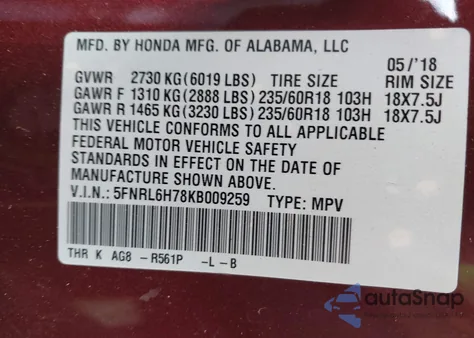 MFD. BY HONDA MFG. OF ALABAMA, LLC 05/'18
GVWR 2730 KG (6019 LBS) TIRE SIZE RIM SIZE
GAWR F 1310 KG (2888 LBS) 235/60R18 103H 18X7.5J
GAWR R 1465 KG (3230 LBS) 235/60R18 103H 18X7.5J
THIS VEHICLE CONFORMS TO ALL APPLICABLE
FEDERAL MOTOR VEHICLE SAFETY
STANDARDS IN EFFECT ON THE DATE OF
MANUFACTURE SHOWN ABOVE.
V.I.N.: 5FNRL6H78KB009259 TYPE: MPV
THR K AG8 - R561P -L-B
autoSnap
www.autosnap.com